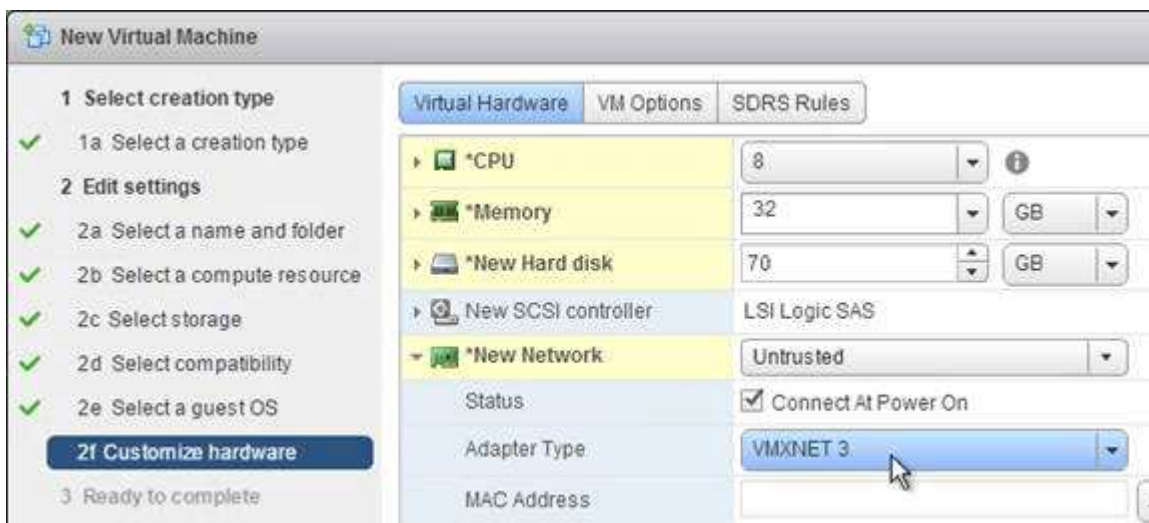 New Virtual Machine
1 Select creation type
1a Select a creation type
2 Edit settings
2a Select a name and folder
2b Select a compute resource
2c Select storage
2d Select compatibility
2e Select a guest OS
2f Customize hardware
3 Ready to complete
Virtual Hardware VM Options SDRS Rules
*CPU 8
*Memory 32 GB
*New Hard disk 70 GB
New SCSI controller LSI Logic SAS
*New Network Untrusted
Status Connect At Power On
Adapter Type VMXNET 3
MAC Address